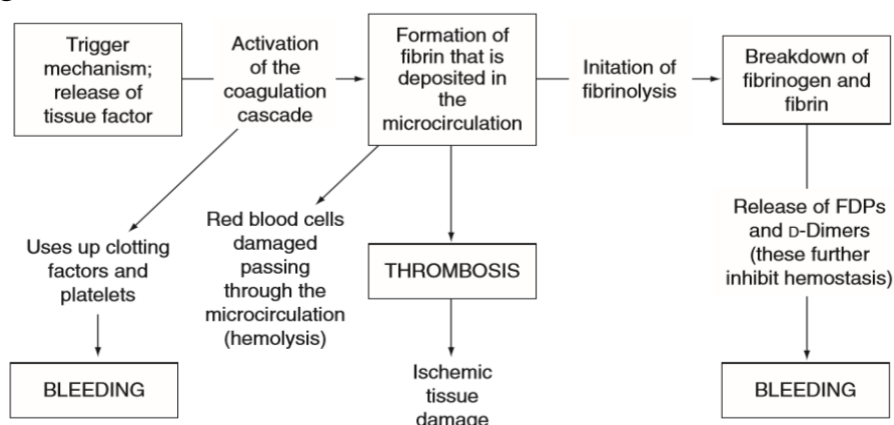 Trigger
mechanism;
release of
tissue factor
Activation
of the
coagulation
cascade
Formation of
fibrin that is
deposited in
the
microcirculation
Initation of
fibrinolysis
Breakdown of
fibrinogen and
fibrin
Uses up clotting
factors and
platelets
BLEEDING
Red blood cells
damaged
passing
through the
microcirculation
(hemolysis)
THROMBOSIS
Ischemic
tissue
damage
Release of FDPs
and D-Dimers
(these further
inhibit hemostasis)
BLEEDING